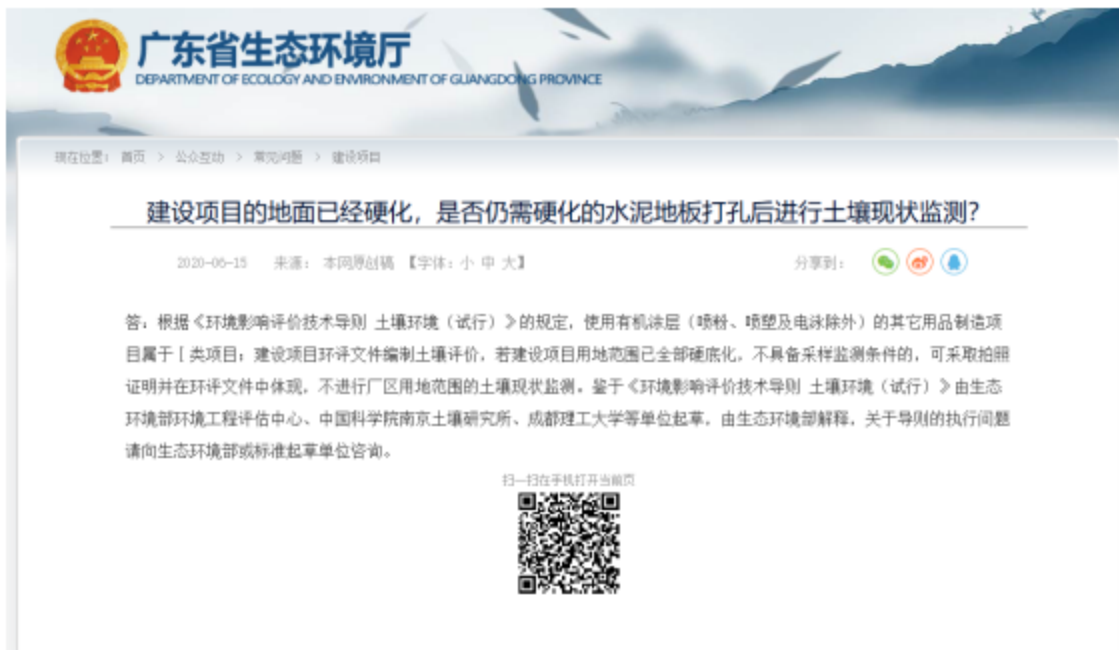 广东省生态环境厅
DEPARTMENT OF ECOLOGY AND ENVIRONMENT OF GUANGDONG PROVINCE
现在位置： 首页 > 公众互动 > 常见问题 > 建设项目
建设项目的地面已经硬化，是否仍需硬化的水泥地板打孔后进行土壤现状监测？
2020-06-15 来源： 本网原创稿 【字体：小 中 大】 分享到：
答：根据《环境影响评价技术导则 土壤环境（试行）》的规定，使用有机涂层（喷粉、喷塑及电泳除外）的其它用品制造项
目属于Ⅰ类项目；建设项目环评文件编制土壤评价，若建设项目用地范围已全部硬底化，不具备采样监测条件的，可采取拍照
证明并在环评文件中体现，不进行厂区用地范围的土壤现状监测。鉴于《环境影响评价技术导则 土壤环境（试行）》由生态
环境部环境工程评估中心、中国科学院南京土壤研究所、成都理工大学等单位起草，由生态环境部解释，关于导则的执行问题
请向生态环境部或标准起草单位咨询。
扫一扫在手机打开当前页